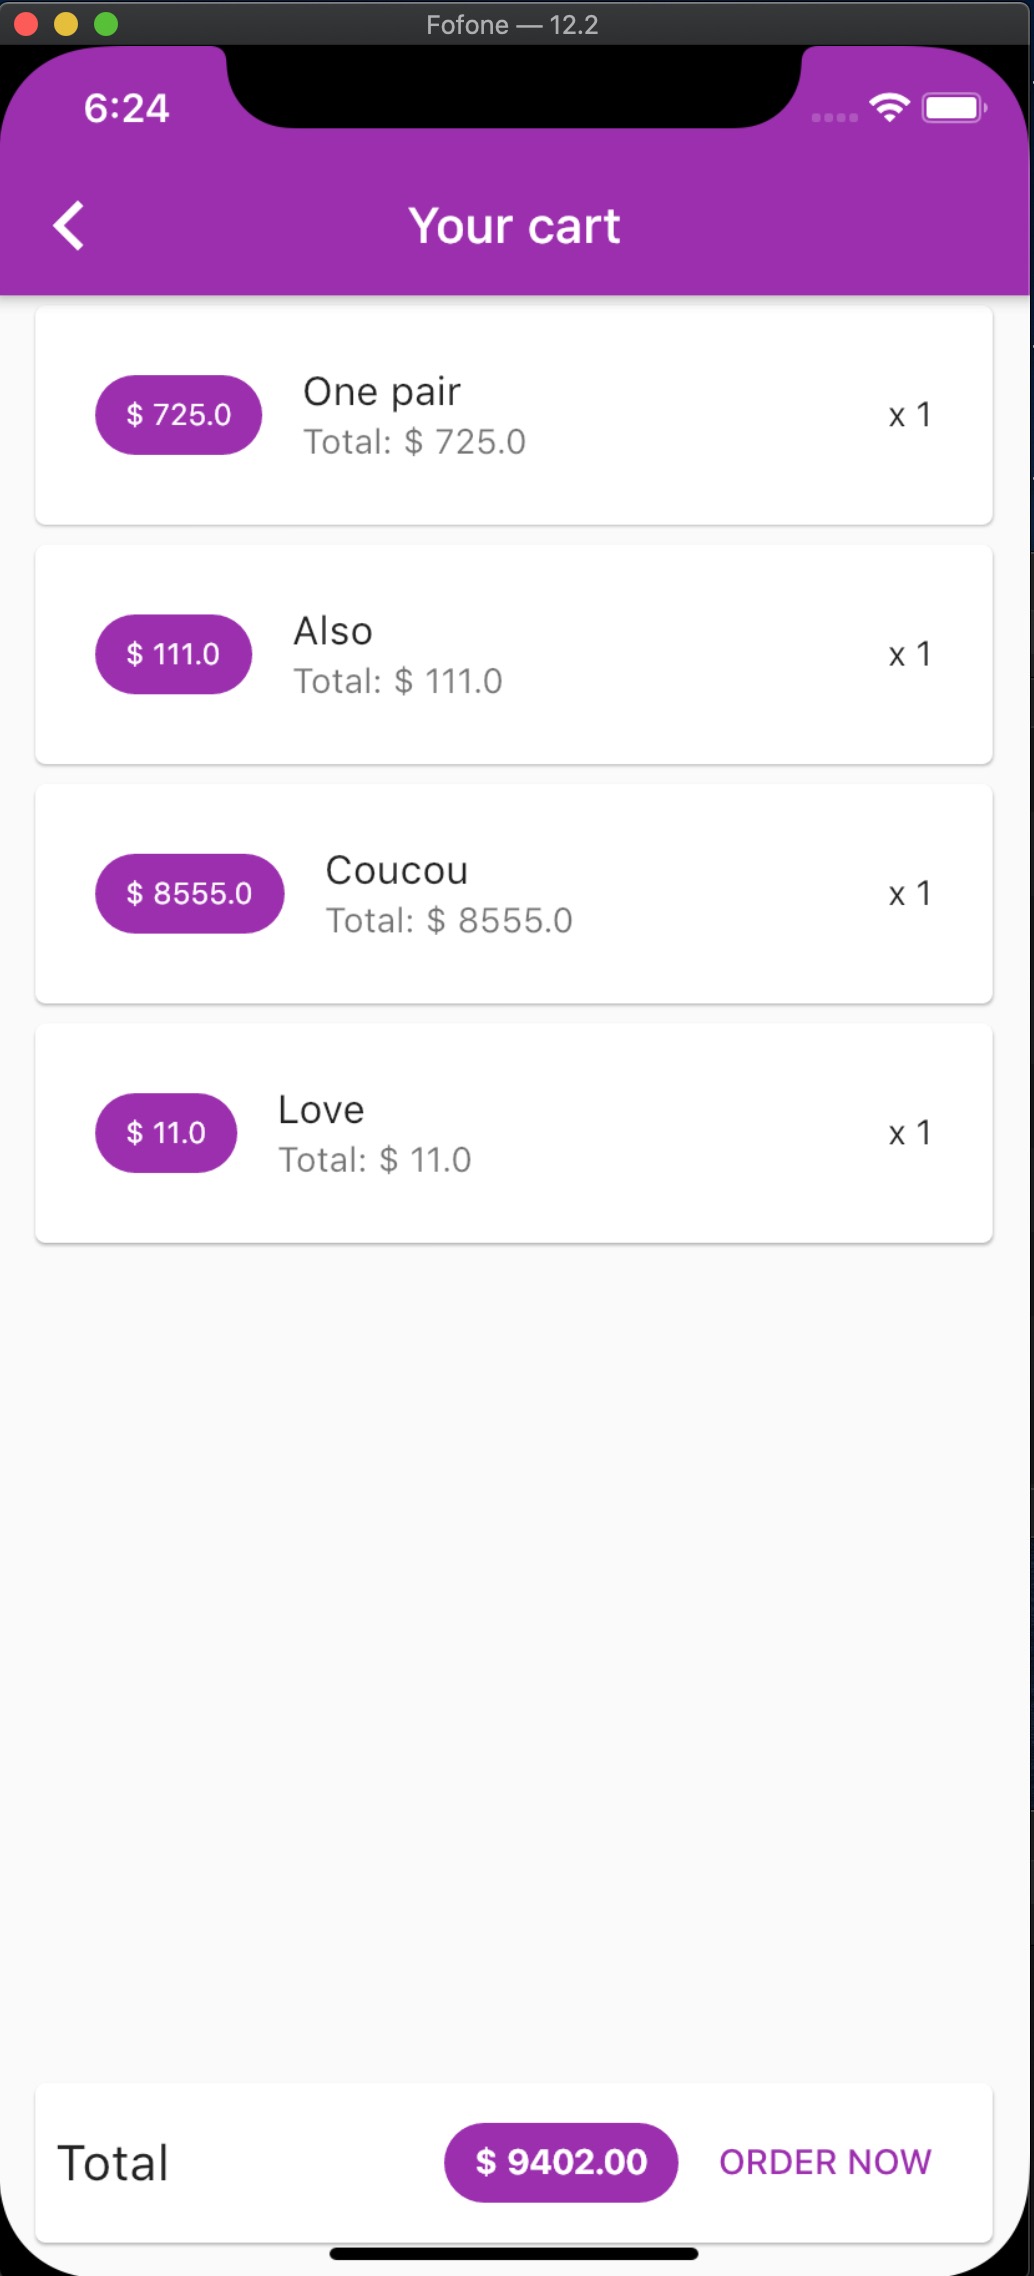 Fofone — 12.2
6:24
Your cart
$ 725.0
One pair
Total: $ 725.0
x 1
$ 111.0
Also
Total: $ 111.0
x 1
$ 8555.0
Coucou
Total: $ 8555.0
x 1
$ 11.0
Love
Total: $ 11.0
x 1
Total
$ 9402.00
ORDER NOW